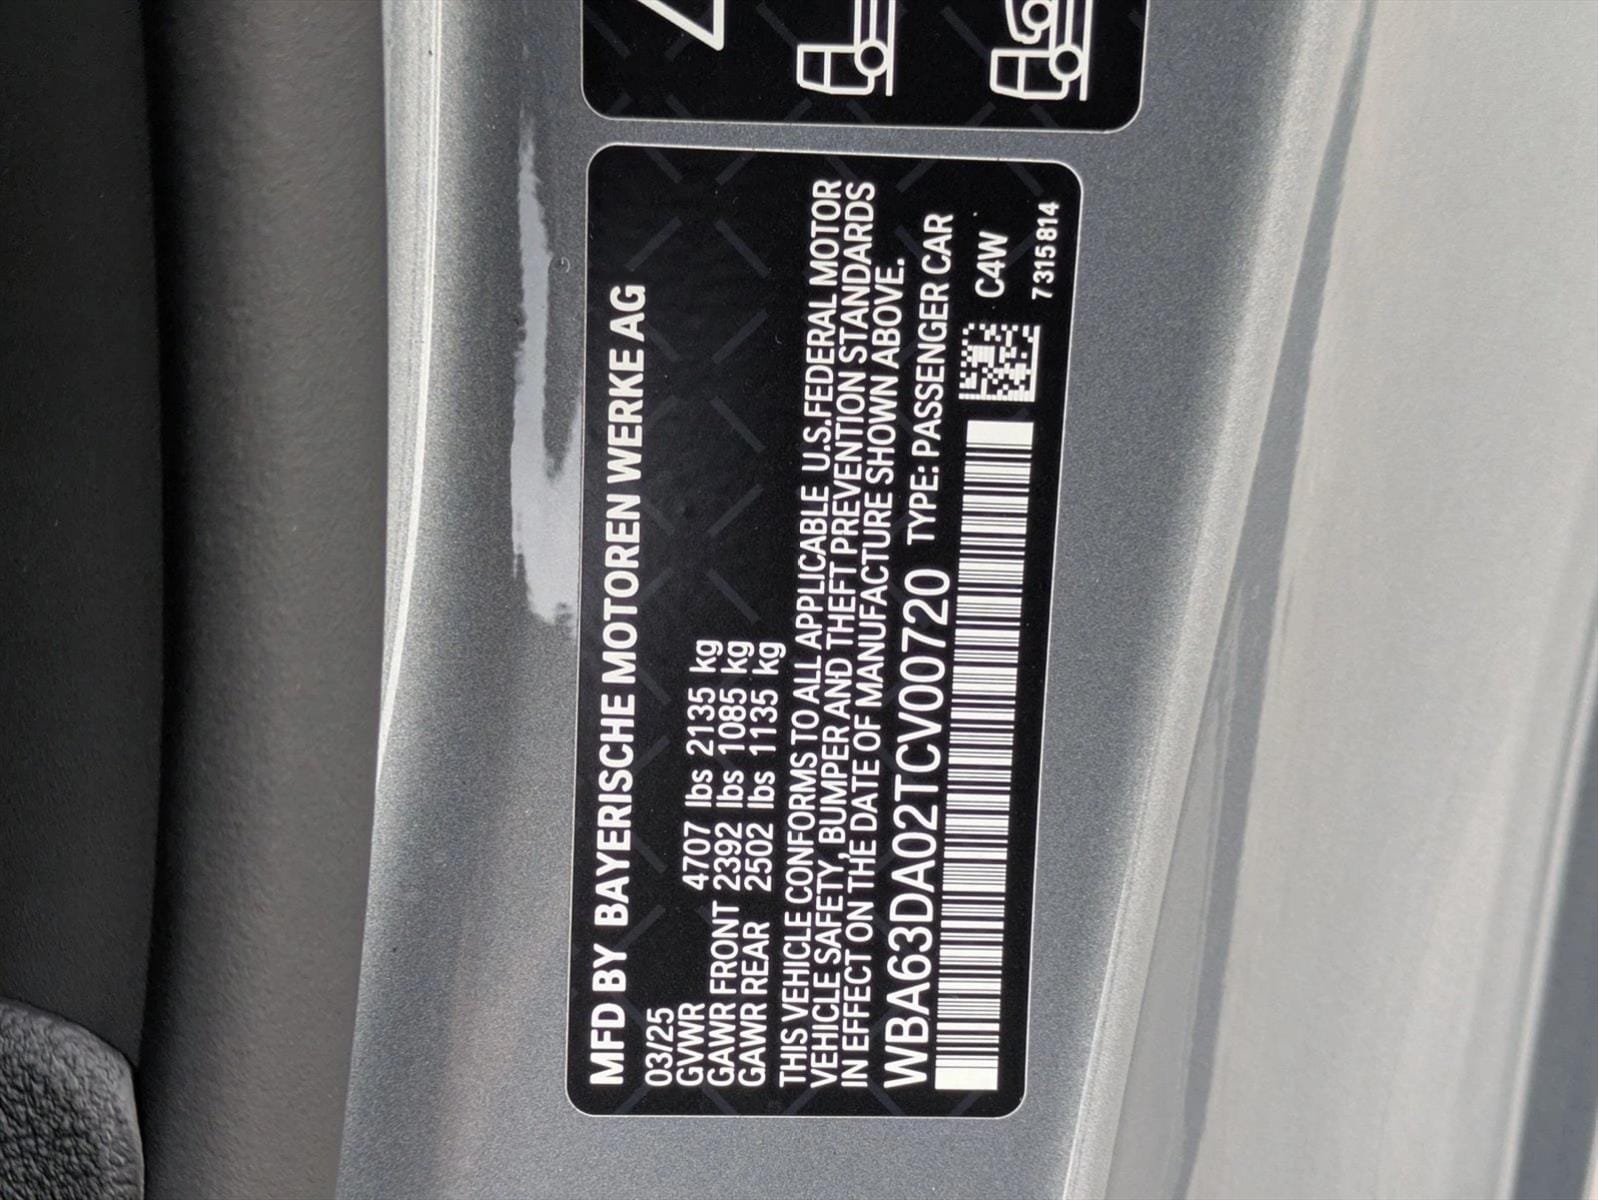 MFD BY BAYERISCHE MOTOREN WERKE AG
03/25
GVWR 4707 lbs 2135 kg
GAWR FRONT 2392 lbs 1085 kg
GAWR REAR 2502 lbs 1135 kg
THIS VEHICLE CONFORMS TO ALL APPLICABLE U.S.FEDERAL MOTOR
VEHICLE SAFETY, BUMPER AND THEFT PREVENTION STANDARDS
IN EFFECT ON THE DATE OF MANUFACTURE SHOWN ABOVE.
WBA63DA02TCV00720 TYPE: PASSENGER CAR
C4W
7315814